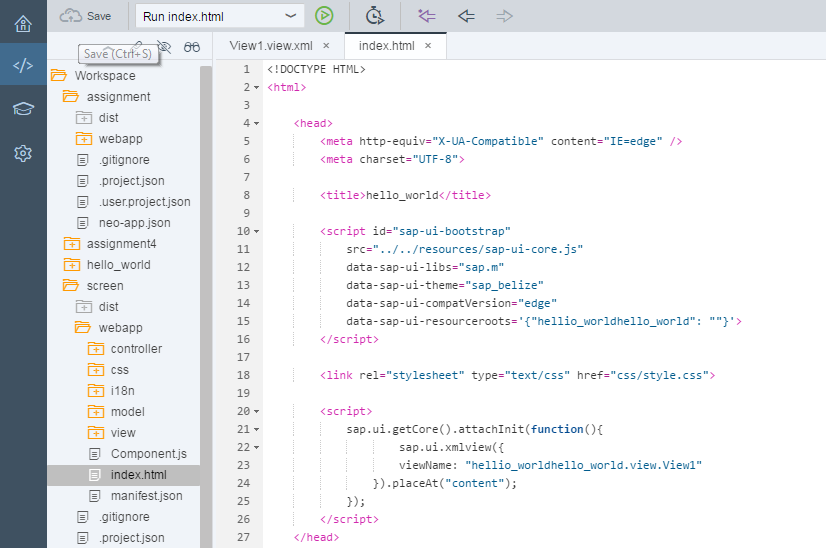 Save
Run index.html
Save (Ctrl+S)
View1.view.xml ×
index.html ×
Workspace
assignment
dist
webapp
.gitignore
.project.json
.user.project.json
neo-app.json
assignment4
hello_world
screen
dist
webapp
controller
css
i18n
model
view
Component.js
index.html
manifest.json
.gitignore
.project.json
1 <!DOCTYPE HTML>
2 <html>
3
4 <head>
5 <meta http-equiv="X-UA-Compatible" content="IE=edge" />
6 <meta charset="UTF-8">
7
8 <title>hello_world</title>
9
10 <script id="sap-ui-bootstrap"
11 src="../../resources/sap-ui-core.js"
12 data-sap-ui-libs="sap.m"
13 data-sap-ui-theme="sap_belize"
14 data-sap-ui-compatVersion="edge"
15 data-sap-ui-resourceroots='{"hellio_worldhello_world": ""}'>
16 </script>
17
18 <link rel="stylesheet" type="text/css" href="css/style.css">
19
20 <script>
21 sap.ui.getCore().attachInit(function(){
22 sap.ui.xmlview({
23 viewName: "hellio_worldhello_world.view.View1"
24 }).placeAt("content");
25 });
26 </script>
27 </head>